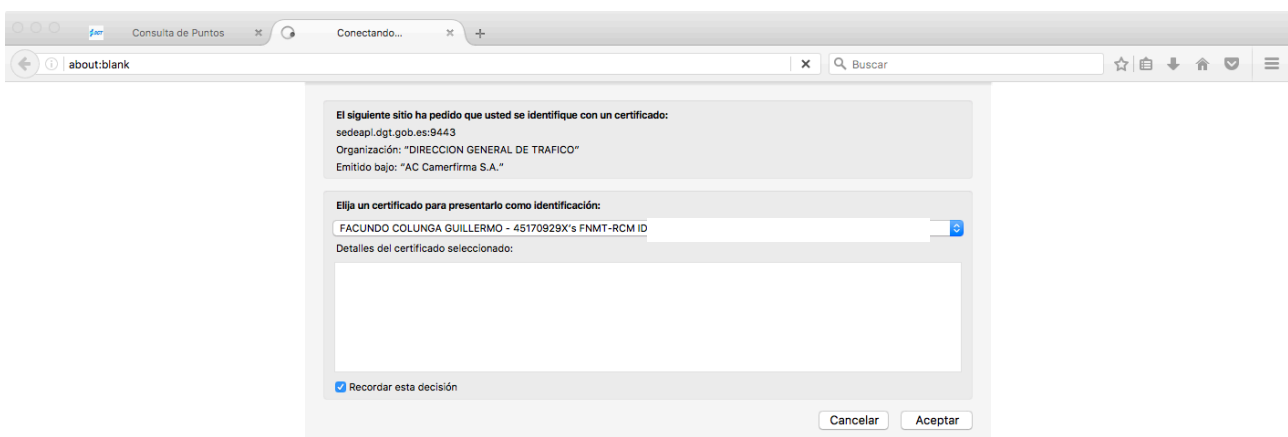 DGT Consulta de Puntos Conectando...
about:blank Buscar
El siguiente sitio ha pedido que usted se identifique con un certificado:
sedeapl.dgt.gob.es:9443
Organización: "DIRECCION GENERAL DE TRAFICO"
Emitido bajo: "AC Camerfirma S.A."
Elija un certificado para presentarlo como identificación:
FACUNDO COLUNGA GUILLERMO - 45170929X's FNMT-RCM ID
Detalles del certificado seleccionado:
Recordar esta decisión
Cancelar Aceptar